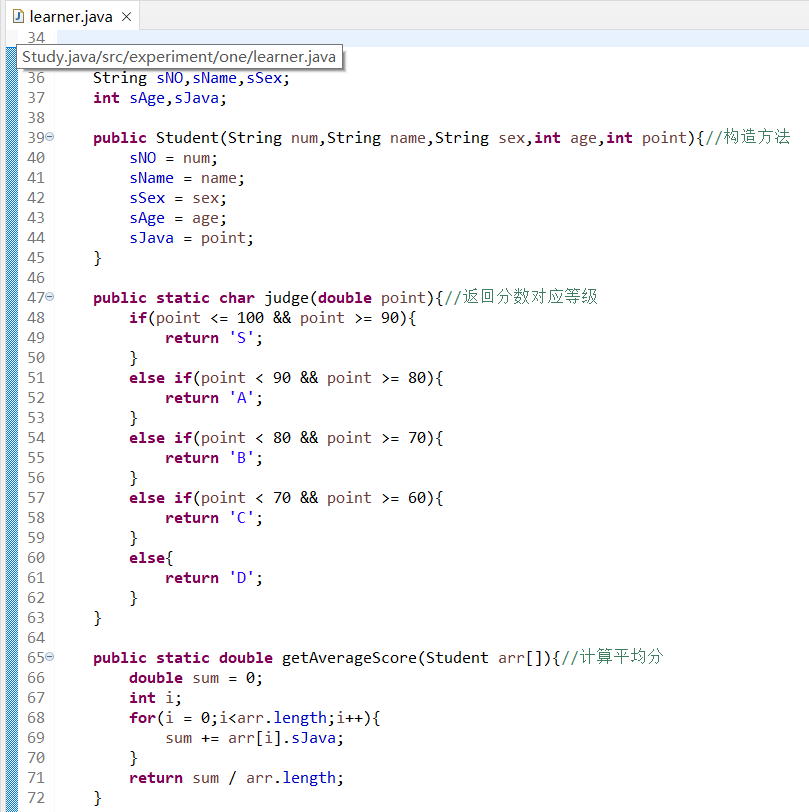 learner.java
34
Study.java/src/experiment/one/learner.java
36 String sNO,sName,sSex;
37 int sAge,sJava;
38
39 public Student(String num,String name,String sex,int age,int point){//构造方法
40 sNO = num;
41 sName = name;
42 sSex = sex;
43 sAge = age;
44 sJava = point;
45 }
46
47 public static char judge(double point){//返回分数对应等级
48 if(point <= 100 && point >= 90){
49 return 'S';
50 }
51 else if(point < 90 && point >= 80){
52 return 'A';
53 }
54 else if(point < 80 && point >= 70){
55 return 'B';
56 }
57 else if(point < 70 && point >= 60){
58 return 'C';
59 }
60 else{
61 return 'D';
62 }
63 }
64
65 public static double getAverageScore(Student arr[]){//计算平均分
66 double sum = 0;
67 int i;
68 for(i = 0;i<arr.length;i++){
69 sum += arr[i].sJava;
70 }
71 return sum / arr.length;
72 }